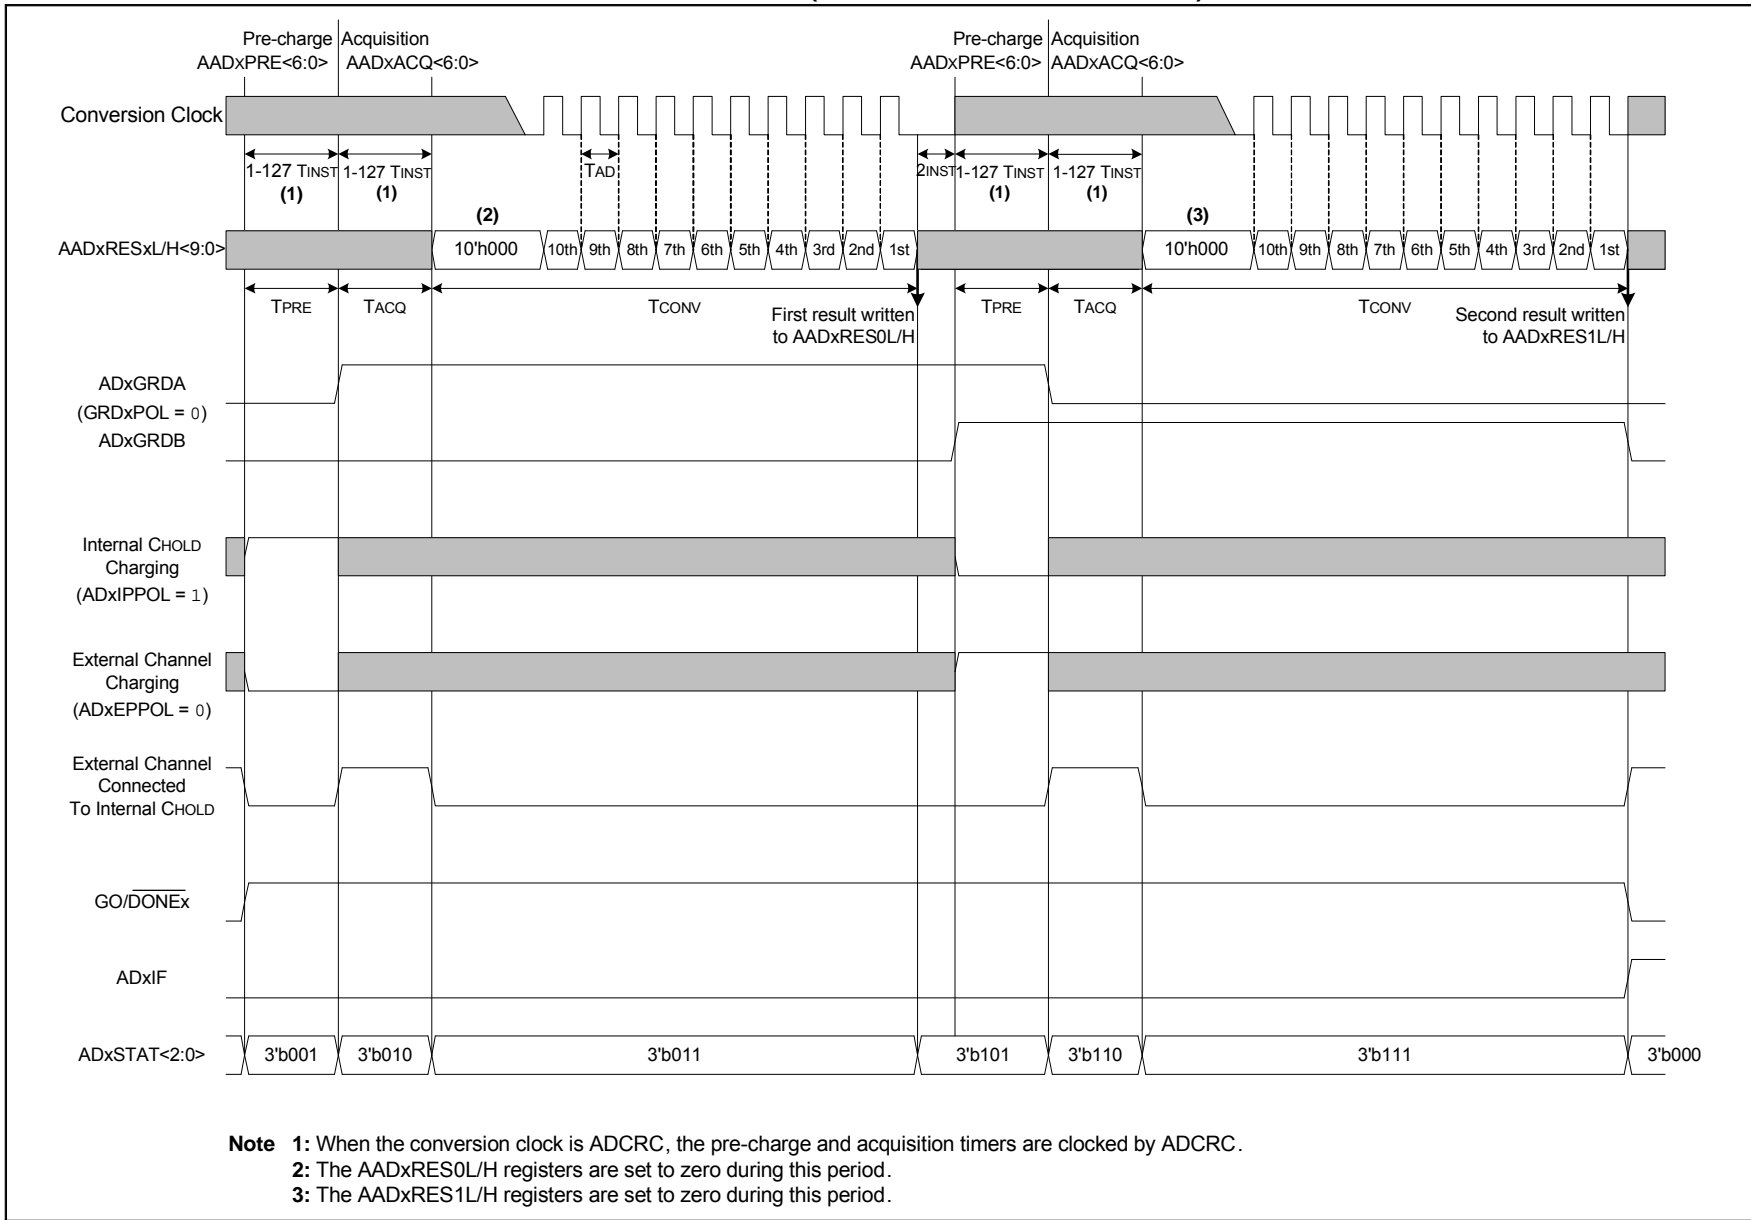 Pre-charge Acquisition Pre-charge Acquisition
AADxPRE<6:0> AADxACQ<6:0> AADxPRE<6:0> AADxACQ<6:0>
Conversion Clock
1-127 TINST 1-127 TINST TAD 2INST 1-127 TINST 1-127 TINST
(1) (1) (1) (1)
(2) (3)
AADxRESxL/H<9:0> 10'h000 10th 9th 8th 7th 6th 5th 4th 3rd 2nd 1st 10'h000 10th 9th 8th 7th 6th 5th 4th 3rd 2nd 1st
TPRE TACQ TCONV TPRE TACQ TCONV
First result written Second result written
to AADxRES0L/H to AADxRES1L/H
ADxGRDA
(GRDxPOL = 0)
ADxGRDB
Internal CHOLD
Charging
(ADxIPPOL = 1)
External Channel
Charging
(ADxEPPOL = 0)
External Channel
Connected
To Internal CHOLD
GO/DONEx
ADxIF
ADxSTAT<2:0> 3'b001 3'b010 3'b011 3'b101 3'b110 3'b111 3'b000
Note 1: When the conversion clock is ADCRC, the pre-charge and acquisition timers are clocked by ADCRC.
2: The AADxRES0L/H registers are set to zero during this period.
3: The AADxRES1L/H registers are set to zero during this period.